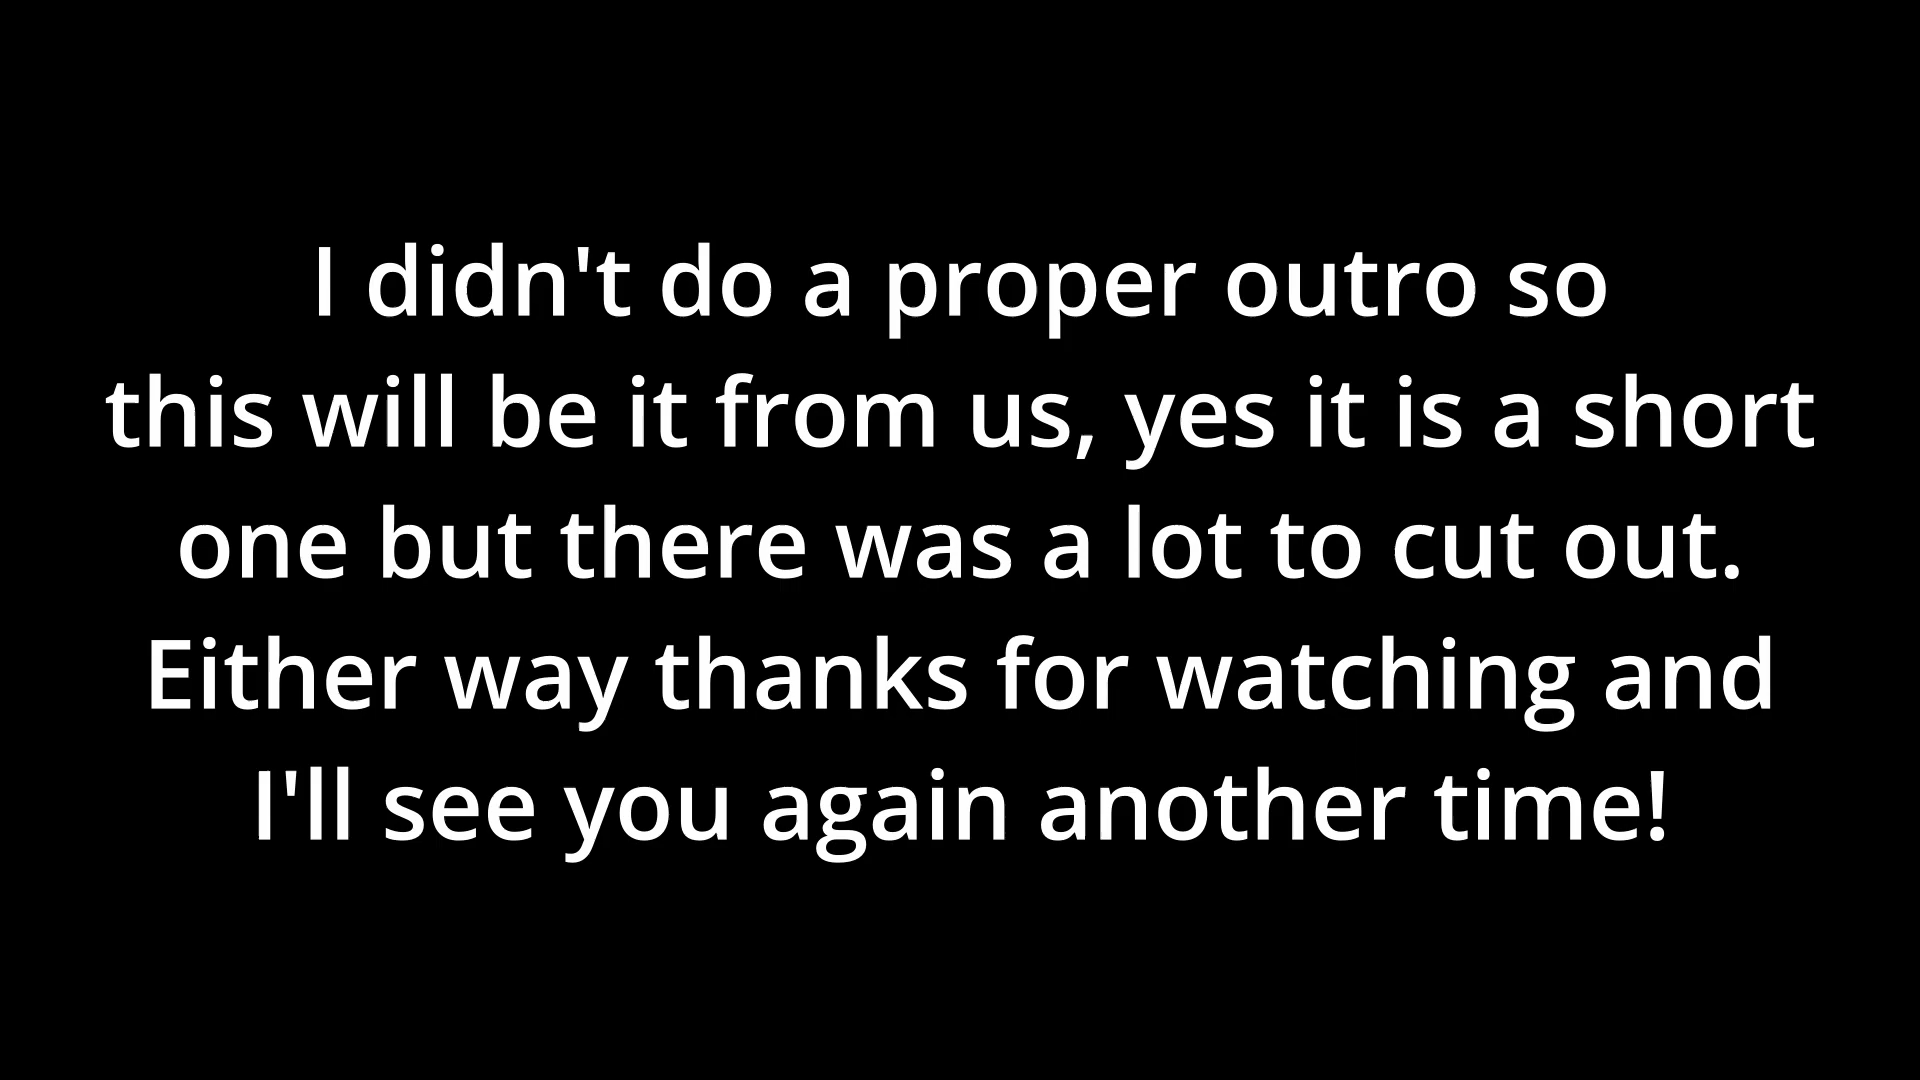 I didn't do a proper outro so
this will be it from us, yes it is a short
one but there was a lot to cut out.
Either way thanks for watching and
I'll see you again another time!